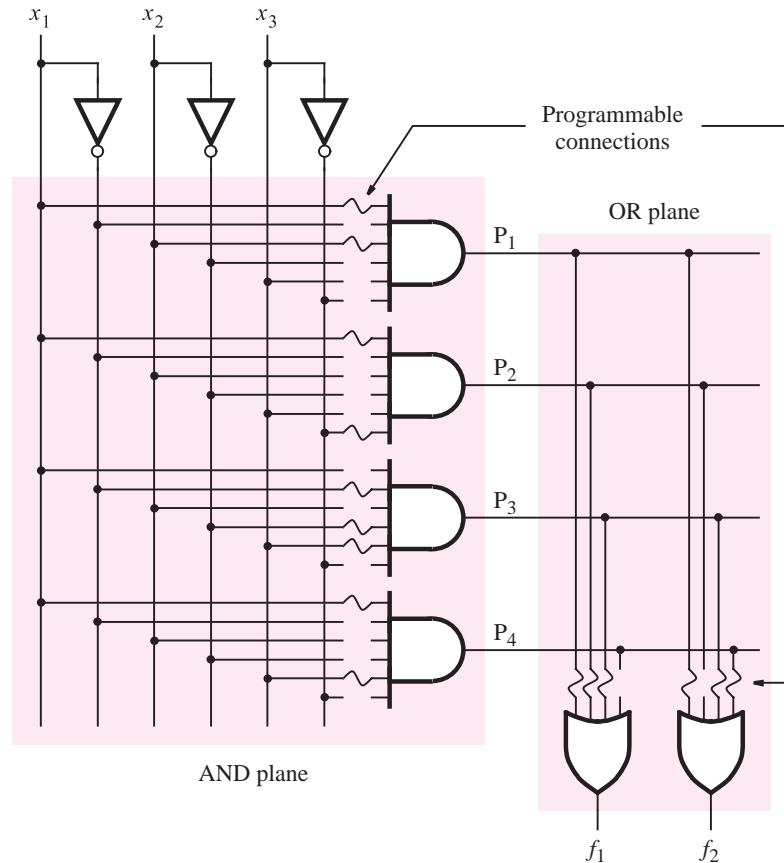 x1 x2 x3
Programmable
connections
OR plane
P1
P2
P3
P4
AND plane
f1 f2